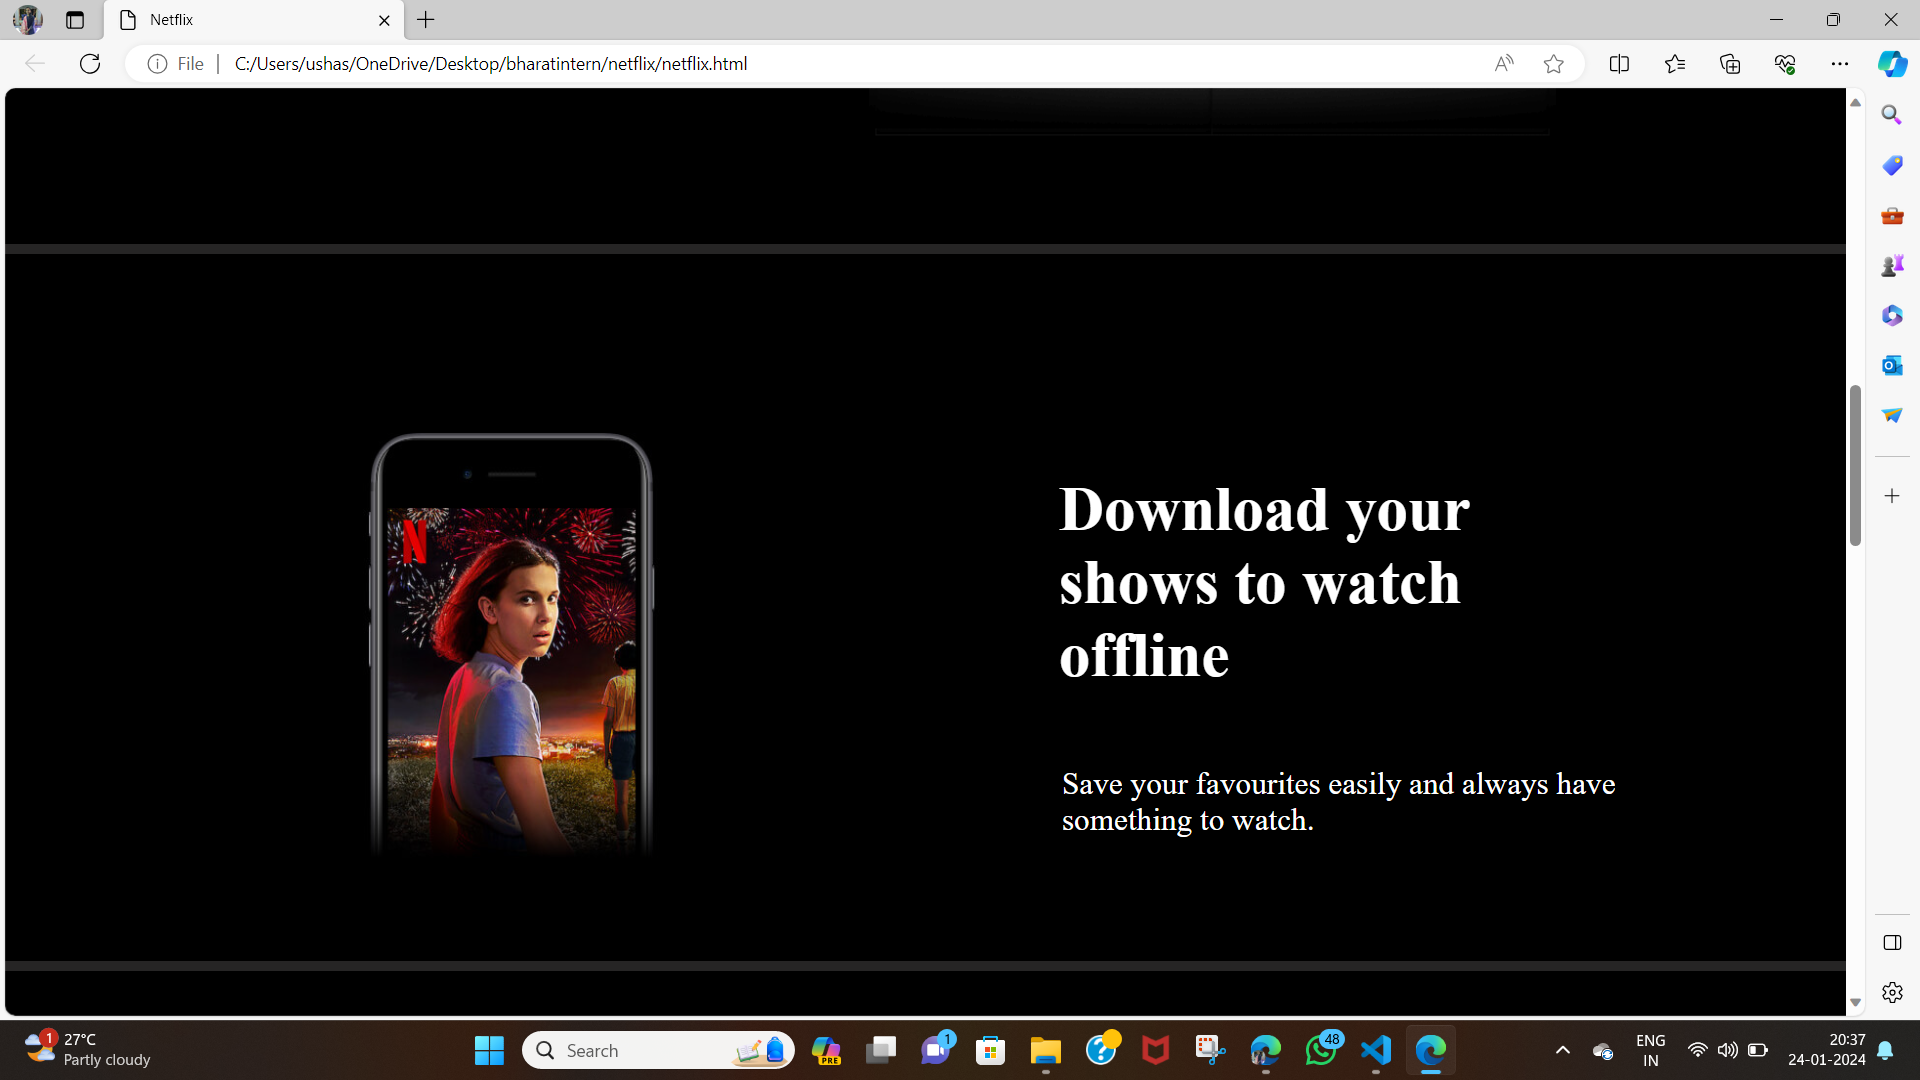 Netflix
File
C:/Users/ushas/OneDrive/Desktop/bharatintern/netflix/netflix.html
N
Download your
shows to watch
offline
Save your favourites easily and always have
something to watch.
1
27°C
Partly cloudy
Search
PRE
1
48
ENG
IN
20:37
24-01-2024